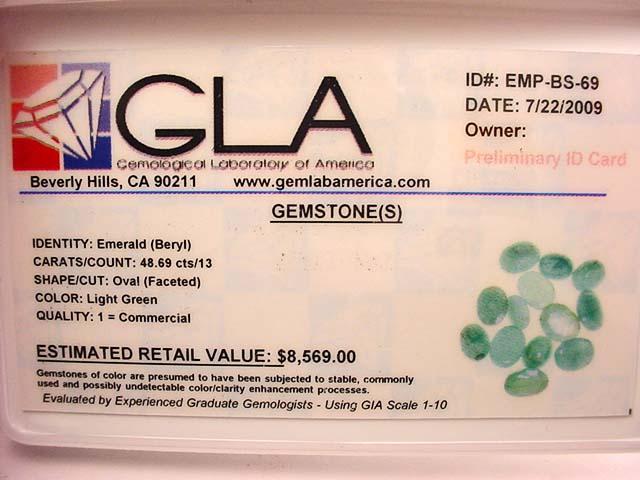 GLA
Gemological Laboratory of America
Beverly Hills, CA 90211 www.gemlabamerica.com
ID#: EMP-BS-69
DATE: 7/22/2009
Owner:
Preliminary ID Card
GEMSTONE(S)
IDENTITY: Emerald (Beryl)
CARATS/COUNT: 48.69 cts/13
SHAPE/CUT: Oval (Faceted)
COLOR: Light Green
QUALITY: 1 = Commercial
ESTIMATED RETAIL VALUE: $8,569.00
Gemstones of color are presumed to have been subjected to stable, commonly
used and possibly undetectable color/clarity enhancement processes.
Evaluated by Experienced Graduate Gemologists - Using GIA Scale 1-10